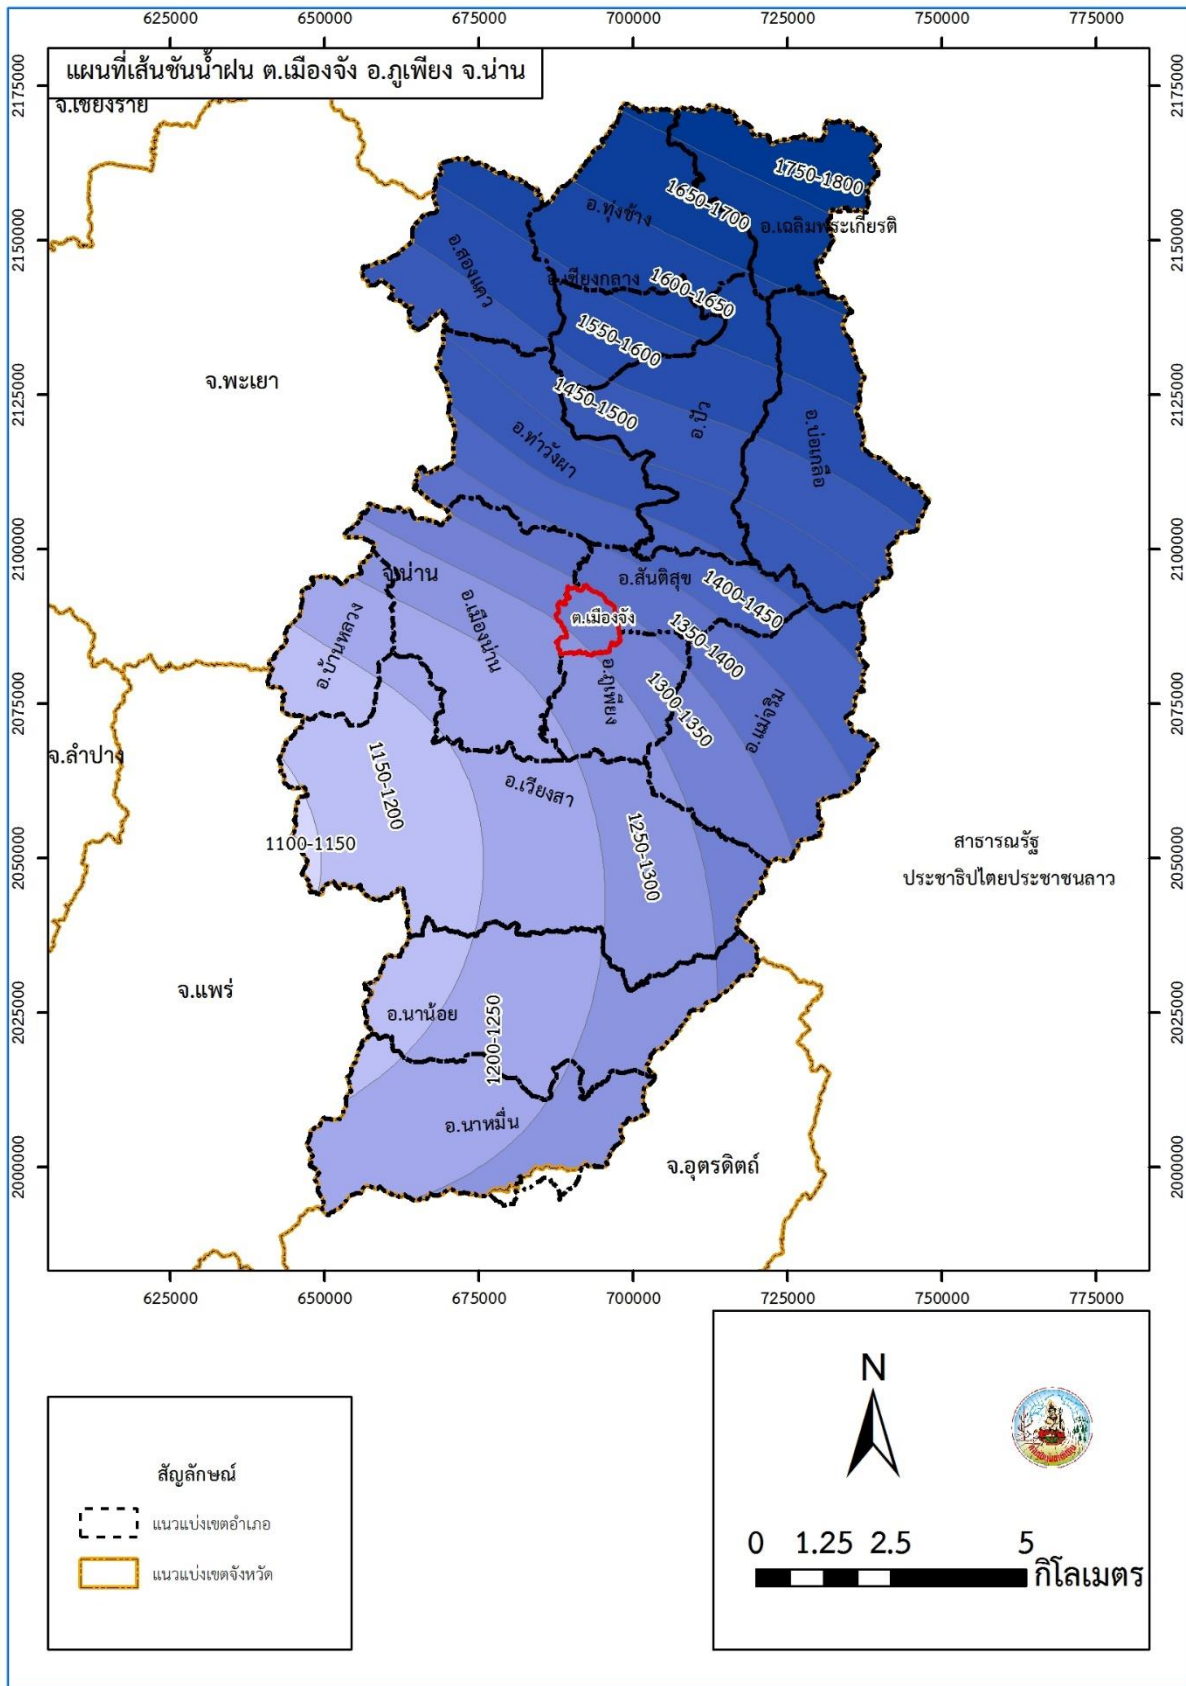 625000 650000 675000 700000 725000 750000 775000
แผนที่เส้นชั้นน้ำฝน ต.เมืองจัง อ.ภูเพียง จ.น่าน
2175000
2175000
จ.เชียงราย
1750-1800
1650-1700
อ.ทุ่งช้าง
อ.เฉลิมพระเกียรติ
2150000
2150000
อ.สองแคว
อ.เชียงกลาง
1600-1650
1550-1600
จ.พะเยา
1450-1500
2125000
2125000
อ.ปัว
อ.ท่าวังผา
อ.บ่อเกลือ
2100000
2100000
จ.น่าน
อ.สันติสุข
1400-1450
ต.เมืองจัง
อ.เมืองน่าน
อ.บ้านหลวง
1350-1400
อ.ภูเพียง
1300-1350
อ.แม่จริม
2075000
2075000
จ.ลำปาง
1150-1200
อ.เวียงสา
1100-1150
1250-1300
2050000
2050000
สาธารณรัฐ
ประชาธิปไตยประชาชนลาว
จ.แพร่
อ.นาน้อย
2025000
2025000
1200-1250
อ.นาหมื่น
จ.อุตรดิตถ์
2000000
2000000
625000 650000 675000 700000 725000 750000 775000
สัญลักษณ์
แนวแบ่งเขตอำเภอ
แนวแบ่งเขตจังหวัด
N
0 1.25 2.5 5
กิโลเมตร